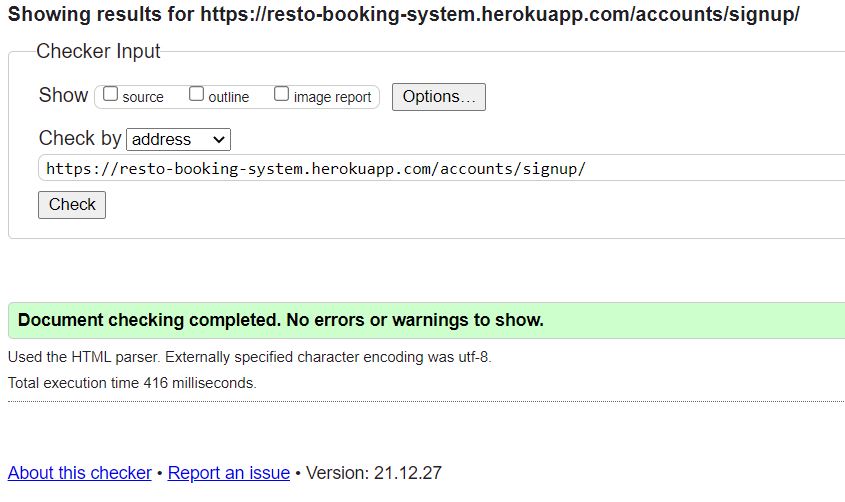 Showing results for https://resto-booking-system.herokuapp.com/accounts/signup/
Checker Input
Show source outline image report Options…
Check by address
https://resto-booking-system.herokuapp.com/accounts/signup/
Check
Document checking completed. No errors or warnings to show.
Used the HTML parser. Externally specified character encoding was utf-8.
Total execution time 416 milliseconds.
About this checker • Report an issue • Version: 21.12.27